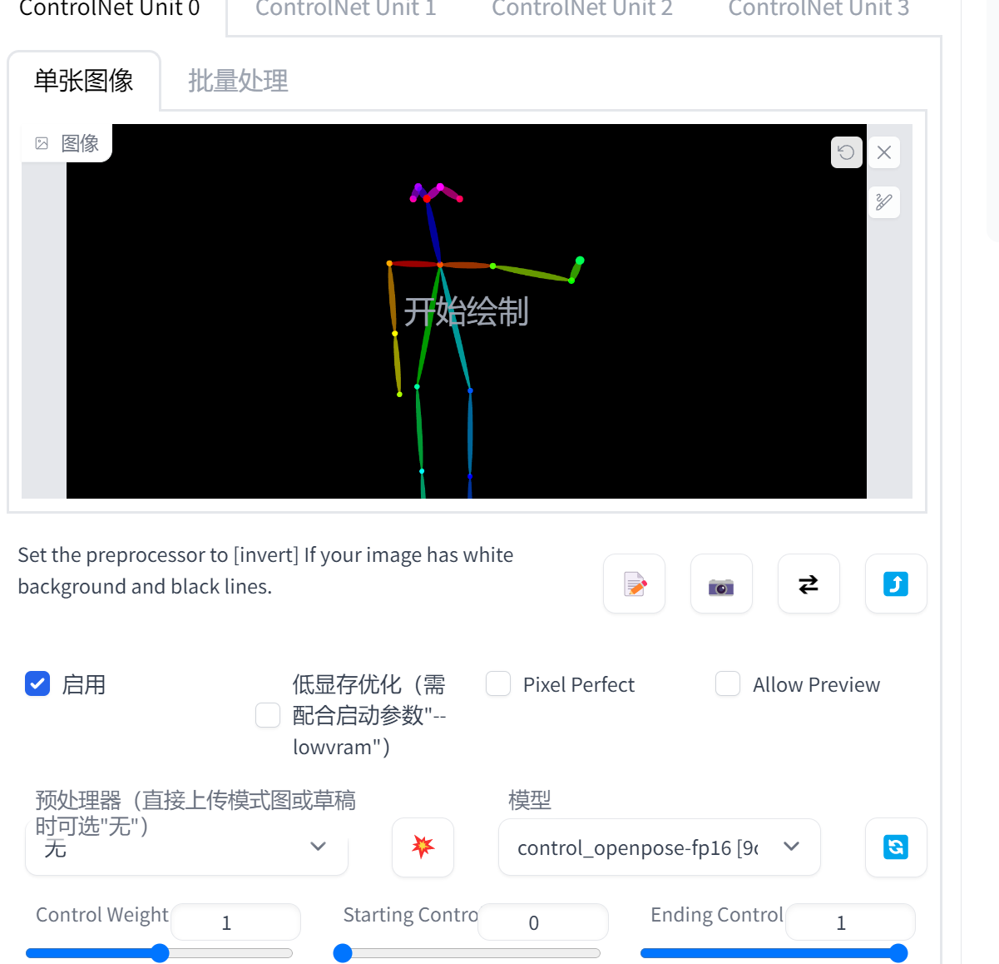 ControlNet Unit 0 ControlNet Unit 1 ControlNet Unit 2 ControlNet Unit 3
单张图像 批量处理
图像
开始绘制
Set the preprocessor to [invert] If your image has white
background and black lines.
启用
低显存优化（需
配合启动参数"--
lowvram"）
Pixel Perfect
Allow Preview
预处理器（直接上传模式图或草稿
时可选"无"）
无
模型
control_openpose-fp16 [9c
Control Weight 1
Starting Contro 0
Ending Control 1